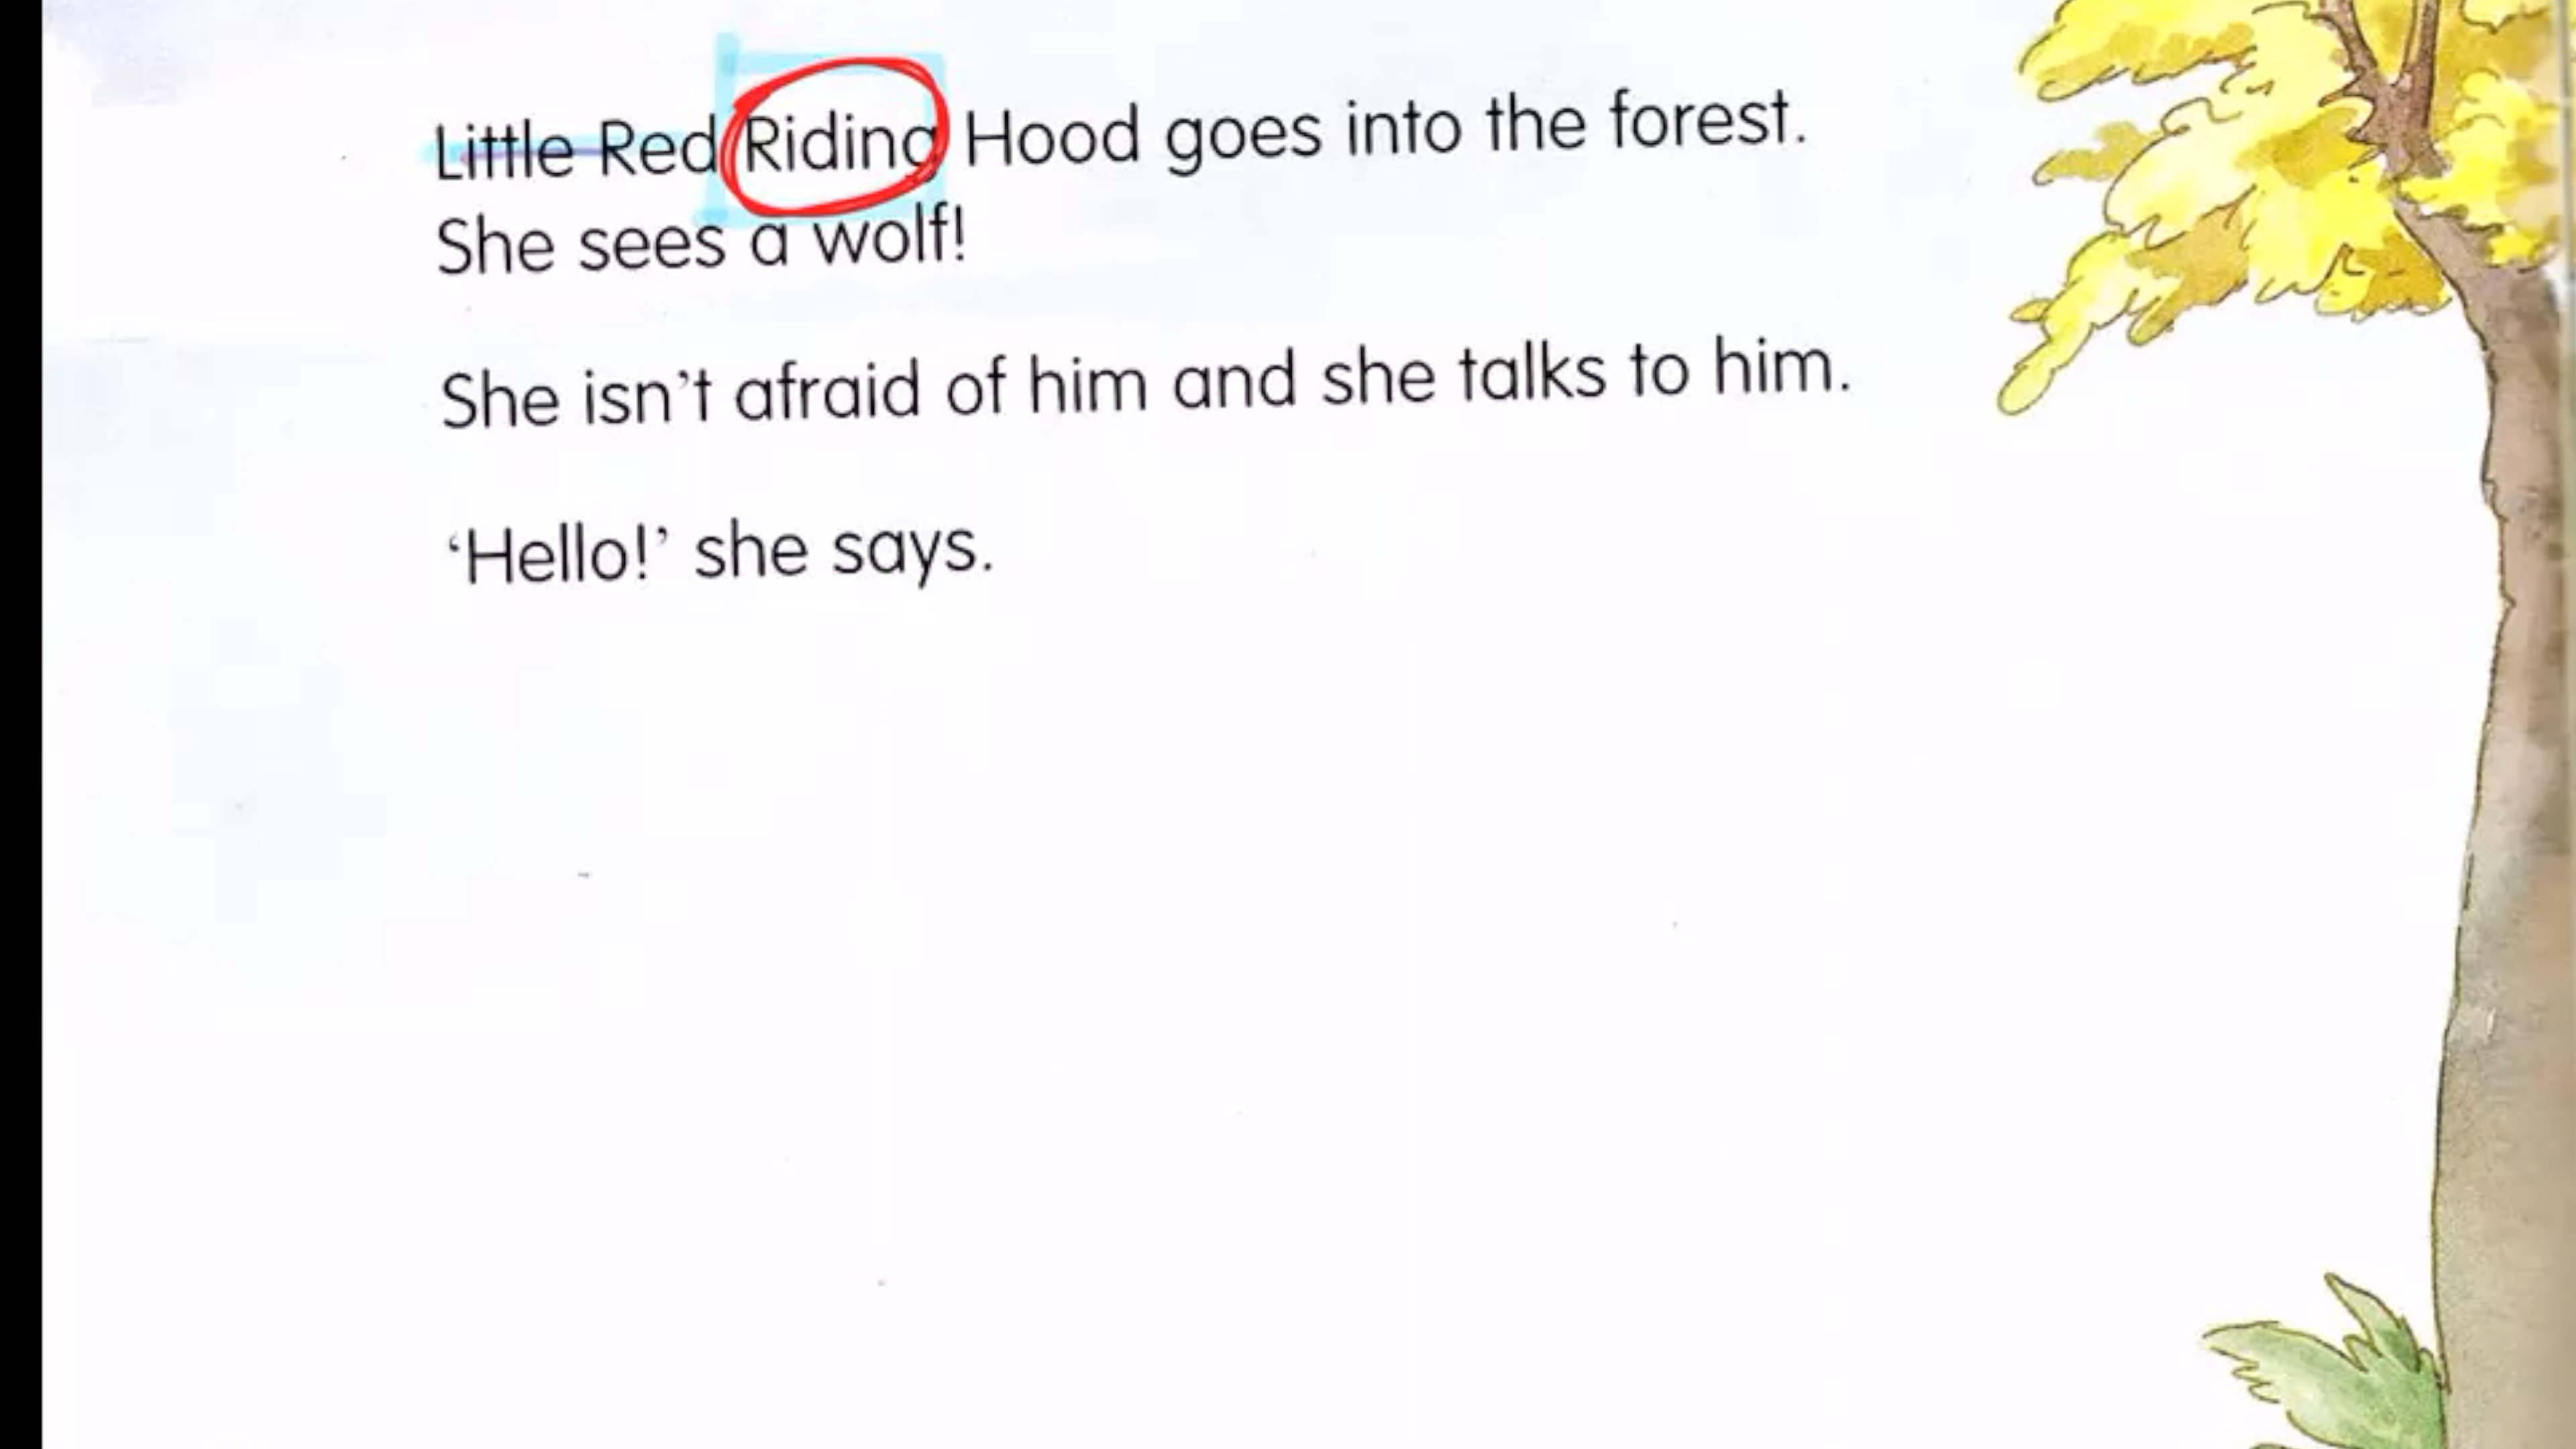 Little Red Riding Hood goes into the forest.
She sees a wolf!
She isn’t afraid of him and she talks to him.
‘Hello!’ she says.